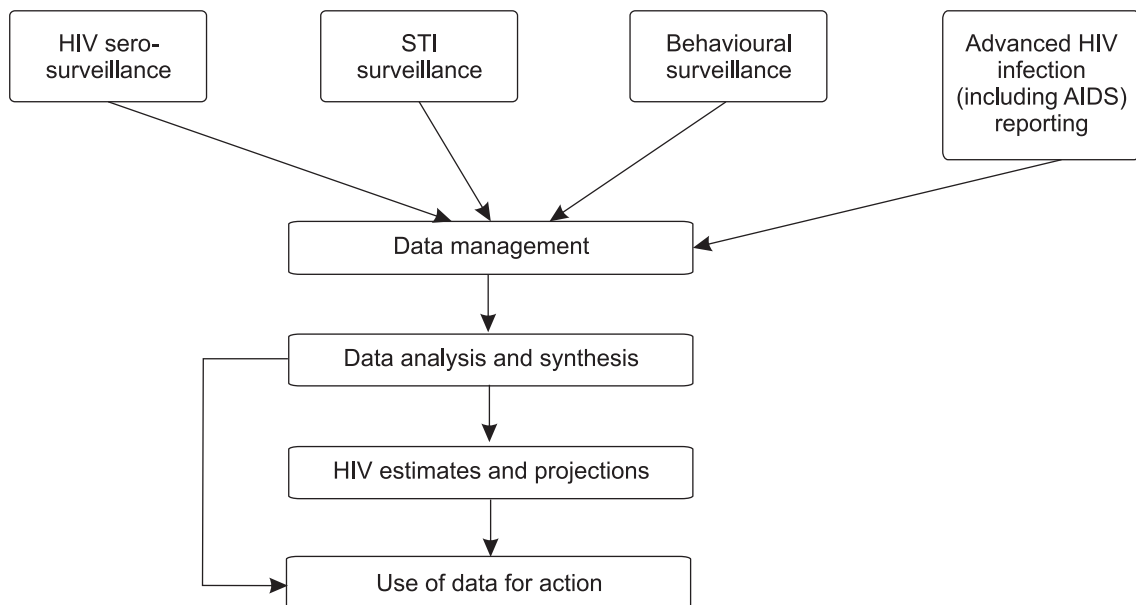 HIV sero-
surveillance
STI
surveillance
Behavioural
surveillance
Advanced HIV
infection
(including AIDS)
reporting
Data management
Data analysis and synthesis
HIV estimates and projections
Use of data for action